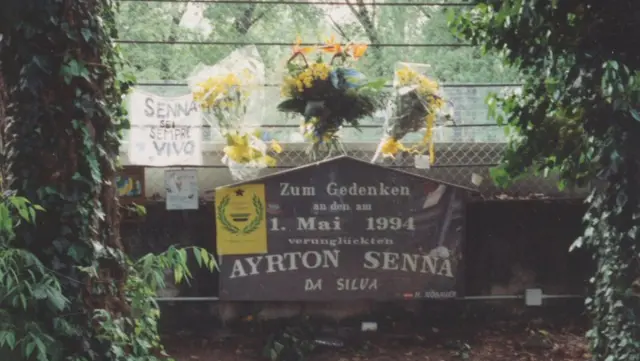 SENNA
SEI
SEMPRE
VIVO
Zum Gedenken
an den am
1. Mai 1994
verunglückten
AYRTON SENNA
DA SILVA